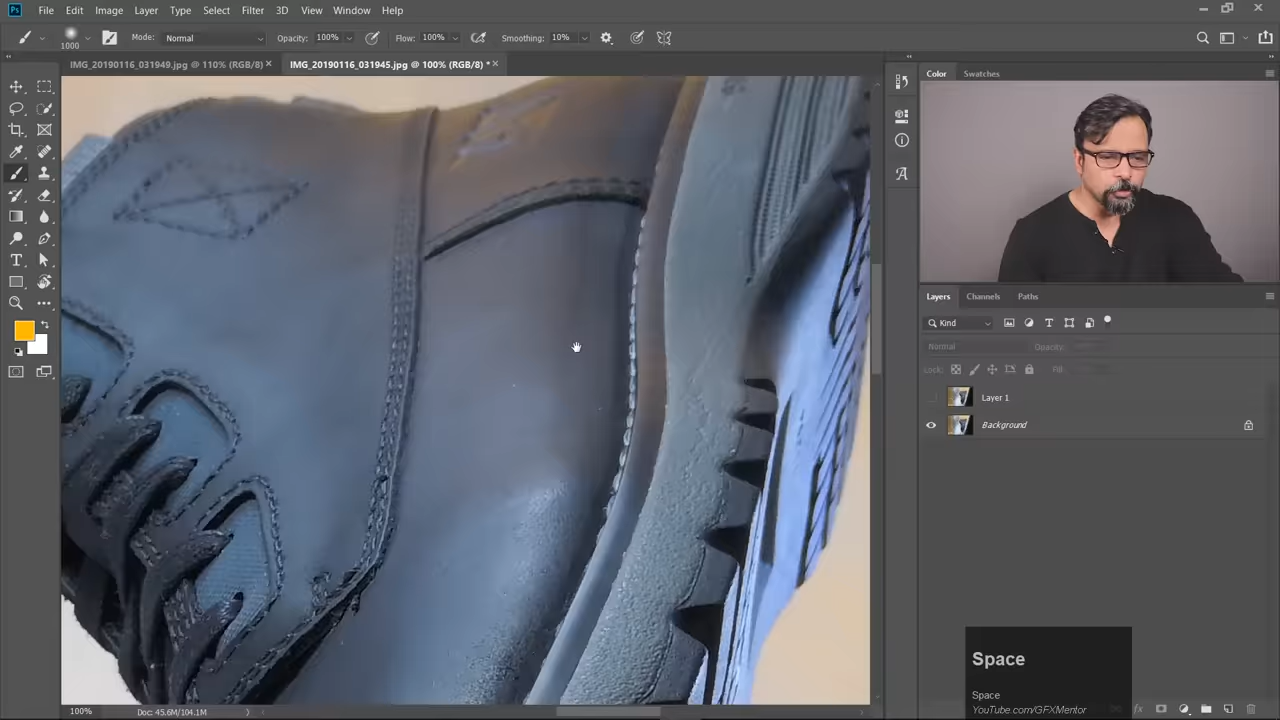 Ps File Edit Image Layer Type Select Filter 3D View Window Help
1000 Mode: Normal Opacity: 100% Flow: 100% Smoothing: 10%
IMG_20190116_031949.jpg @ 110% (RGB/8) × IMG_20190116_031945.jpg @ 100% (RGB/8) * ×
Color Swatches
Layers Channels Paths
Kind
Normal Opacity:
Lock: Fill:
Layer 1
Background
Space
Space
YouTube.com/GFXMentor
100% Doc: 45.6M/104.1M